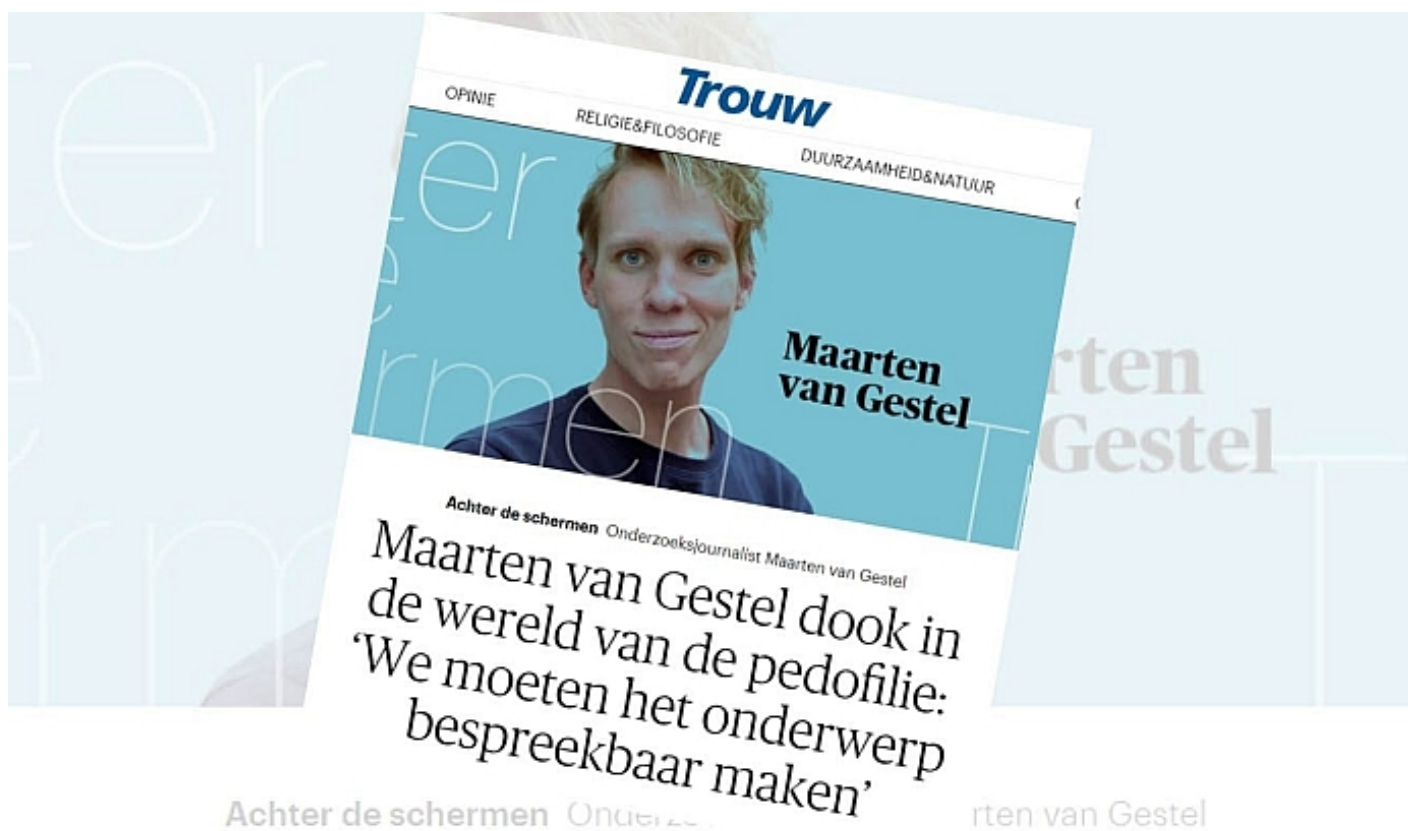 Trouw
OPINIE
RELIGIE&FILOSOFIE
DUURZAAMHEID&NATUUR
ter
e
rmen
Maarten
van Gestel
rten
Gestel
Achter de schermen Onderzoeksjournalist Maarten van Gestel
Maarten van Gestel dook in
de wereld van de pedofilie:
‘We moeten het onderwerp
bespreekbaar maken’
Achter de schermen
rten van Gestel